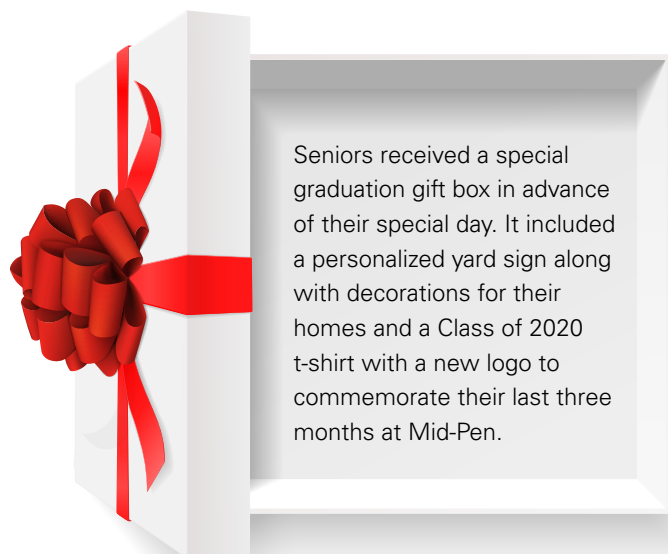 Seniors received a special
graduation gift box in advance
of their special day. It included
a personalized yard sign along
with decorations for their
homes and a Class of 2020
t-shirt with a new logo to
commemorate their last three
months at Mid-Pen.